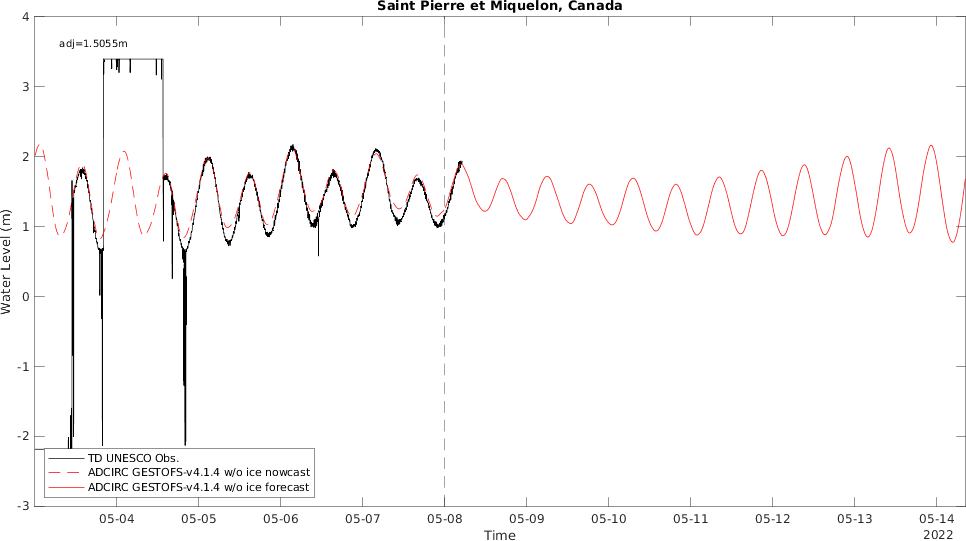 Saint Pierre et Miquelon, Canada
adj=1.5055m
4
3
2
1
0
-1
-2
-3
Water Level (m)
TD UNESCO Obs.
ADCIRC GESTOFS-v4.1.4 w/o ice nowcast
ADCIRC GESTOFS-v4.1.4 w/o ice forecast
05-04 05-05 05-06 05-07 05-08 05-09 05-10 05-11 05-12 05-13 05-14
Time
2022